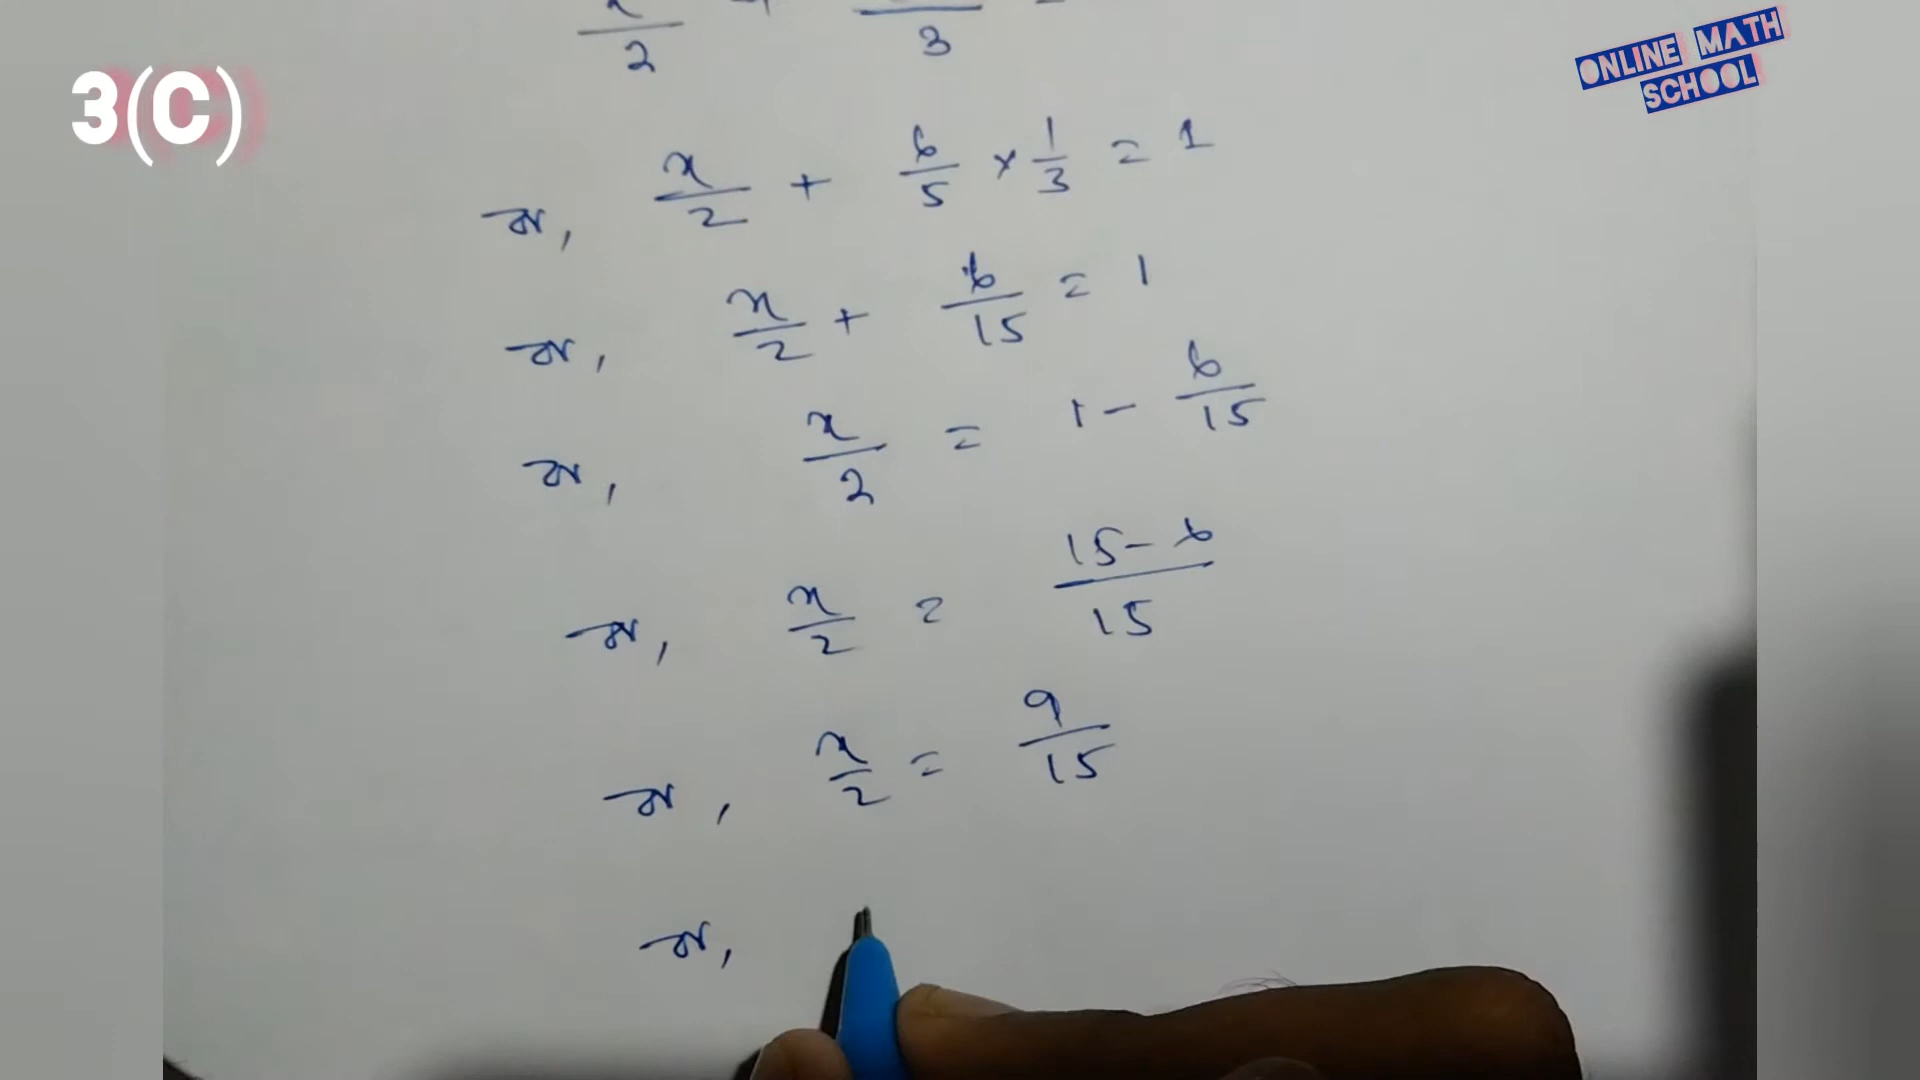 x/2 + /3
3(C)
ONLINE MATH
SCHOOL
বা, x/2 + 6/5 × 1/3 = 1
বা, x/2 + 6/15 = 1
বা, x/2 = 1 - 6/15
বা, x/2 = 15-6/15
বা, x/2 = 9/15
বা,